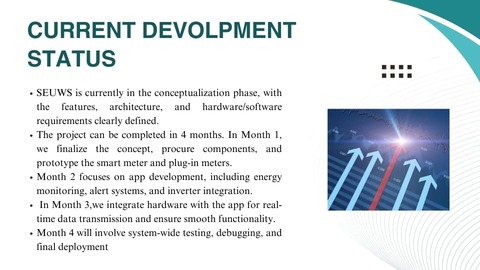 CURRENT DEVOLPMENT
STATUS
• SEUWS is currently in the conceptualization phase, with
the features, architecture, and hardware/software
requirements clearly defined.
• The project can be completed in 4 months. In Month 1,
we finalize the concept, procure components, and
prototype the smart meter and plug-in meters.
• Month 2 focuses on app development, including energy
monitoring, alert systems, and inverter integration.
• In Month 3,we integrate hardware with the app for real-
time data transmission and ensure smooth functionality.
• Month 4 will involve system-wide testing, debugging, and
final deployment